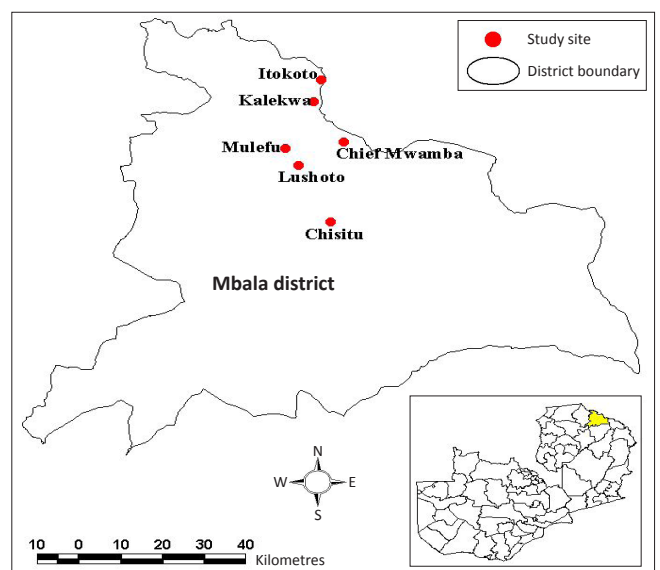 Study site
District boundary
Itokoto
Kalekwa
Mulefu
Chief Mwamba
Lushoto
Chisitu
Mbala district
N
W E
S
10 0 10 20 30 40 Kilometres